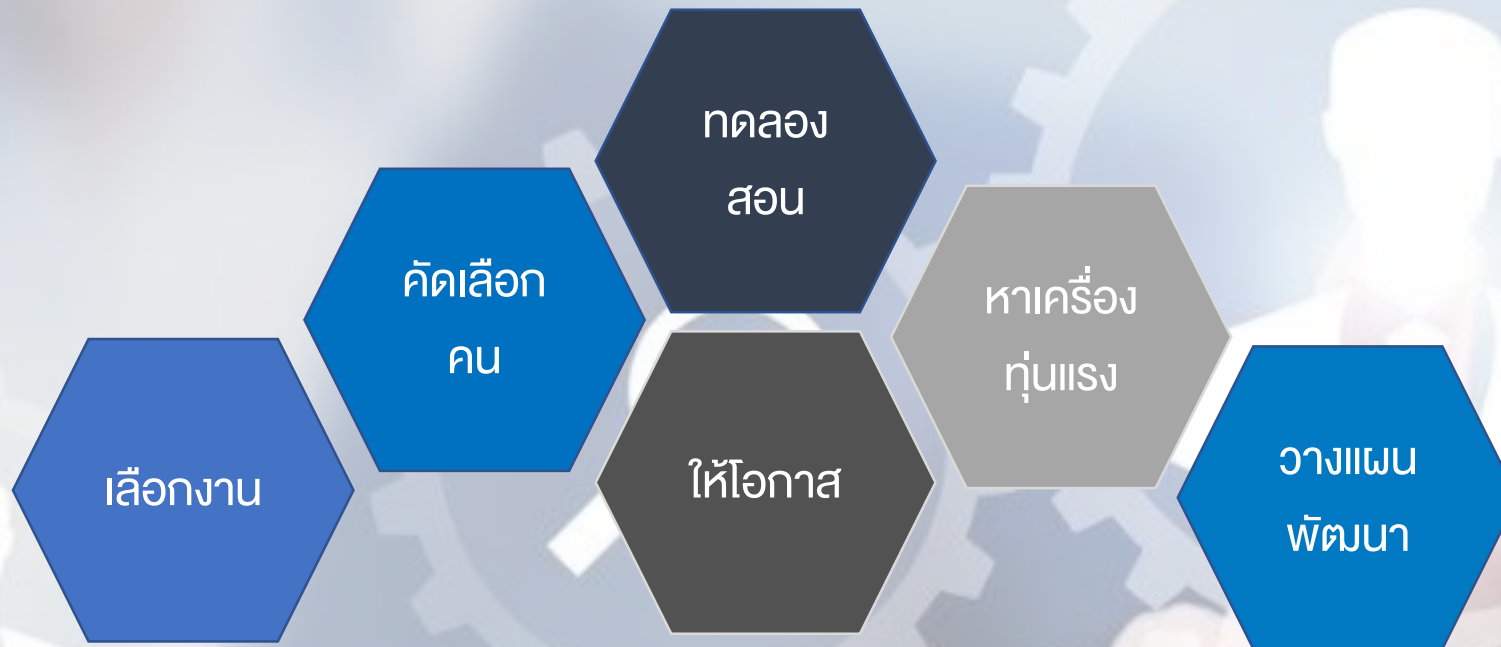 เลือกงาน
คัดเลือก
คน
ทดลอง
สอน
ให้โอกาส
หาเครื่อง
ทุ่นแรง
วางแผน
พัฒนา